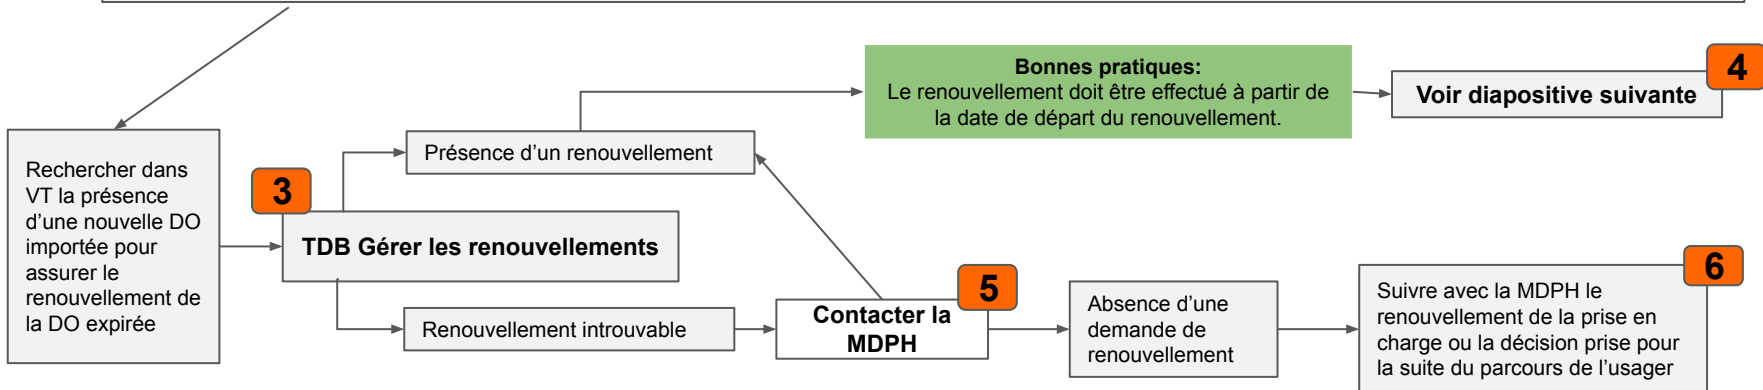 Bonnes pratiques:
Le renouvellement doit être effectué à partir de
la date de départ du renouvellement.
4
Voir diapositive suivante
Rechercher dans
VT la présence
d’une nouvelle DO
importée pour
assurer le
renouvellement de
la DO expirée
3
TDB Gérer les renouvellements
Présence d’un renouvellement
Renouvellement introuvable
5
Contacter la
MDPH
Absence d’une
demande de
renouvellement
6
Suivre avec la MDPH le
renouvellement de la prise en
charge ou la décision prise pour
la suite du parcours de l’usager